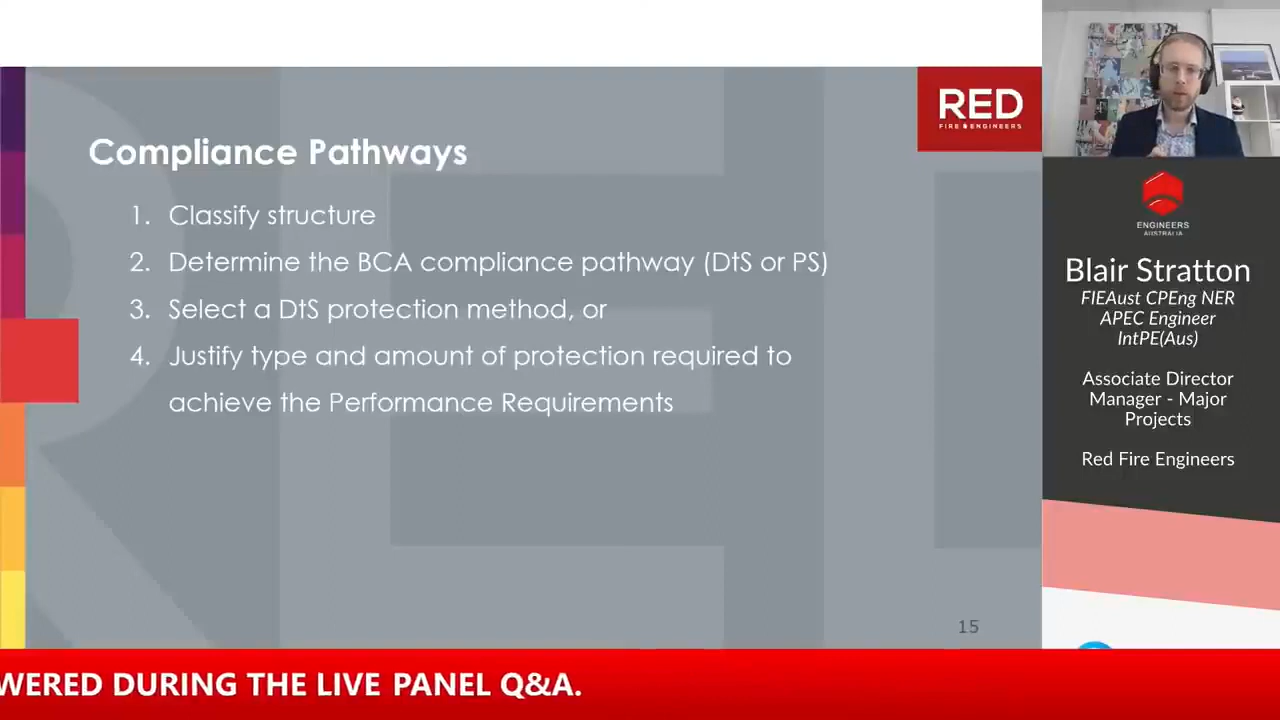 RED
FIRE & ENGINEERS
Compliance Pathways
1. Classify structure
2. Determine the BCA compliance pathway (DtS or PS)
3. Select a DtS protection method, or
4. Justify type and amount of protection required to
achieve the Performance Requirements
15
ENGINEERS
AUSTRALIA
Blair Stratton
FIEAust CPEng NER
APEC Engineer
IntPE(Aus)
Associate Director
Manager - Major
Projects
Red Fire Engineers
WERED DURING THE LIVE PANEL Q&A.